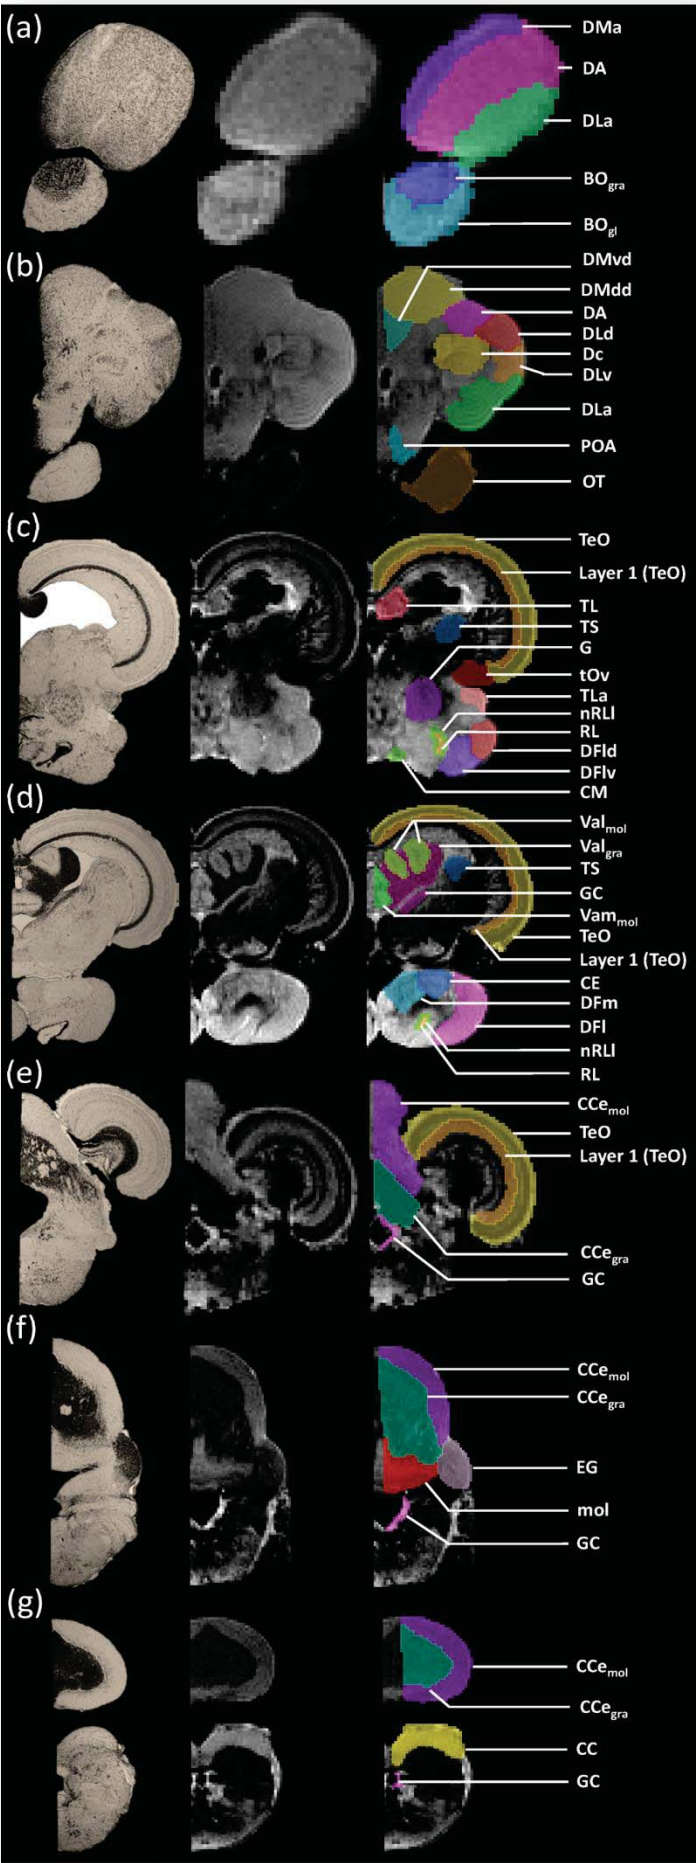 (a)
DMa
DA
DLa
BOgra
BOgl
(b)
DMvd
DMdd
DA
DLd
Dc
DLv
DLa
POA
OT
(c)
TeO
Layer 1 (TeO)
TL
TS
G
tOv
TLa
nRLl
RL
DFld
DFlv
CM
(d)
Valmol
Valgra
TS
GC
Vammol
TeO
Layer 1 (TeO)
CE
DFm
DFl
nRLl
RL
(e)
CCemol
TeO
Layer 1 (TeO)
CCegra
GC
(f)
CCemol
CCegra
EG
mol
GC
(g)
CCemol
CCegra
CC
GC